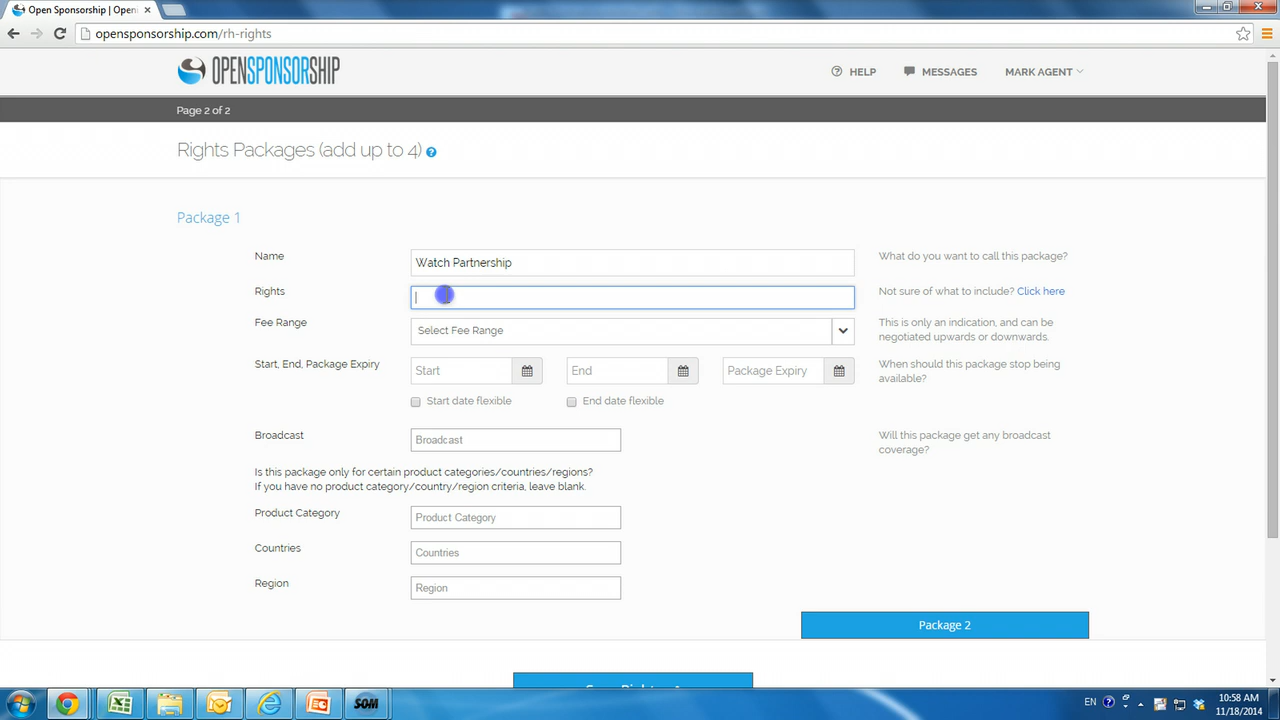 Open Sponsorship | Open
opensponsorship.com/rh-rights
OPENSPONSORSHIP
HELP
MESSAGES
MARK AGENT
Page 2 of 2
Rights Packages (add up to 4)
Package 1
Name
Watch Partnership
What do you want to call this package?
Rights
Not sure of what to include? Click here
Fee Range
Select Fee Range
This is only an indication, and can be
negotiated upwards or downwards.
Start, End, Package Expiry
Start
End
Package Expiry
When should this package stop being
available?
Start date flexible
End date flexible
Broadcast
Broadcast
Will this package get any broadcast
coverage?
Is this package only for certain product categories/countries/regions?
If you have no product category/country/region criteria, leave blank.
Product Category
Product Category
Countries
Countries
Region
Region
Package 2
SOM
EN
10:58 AM
11/18/2014